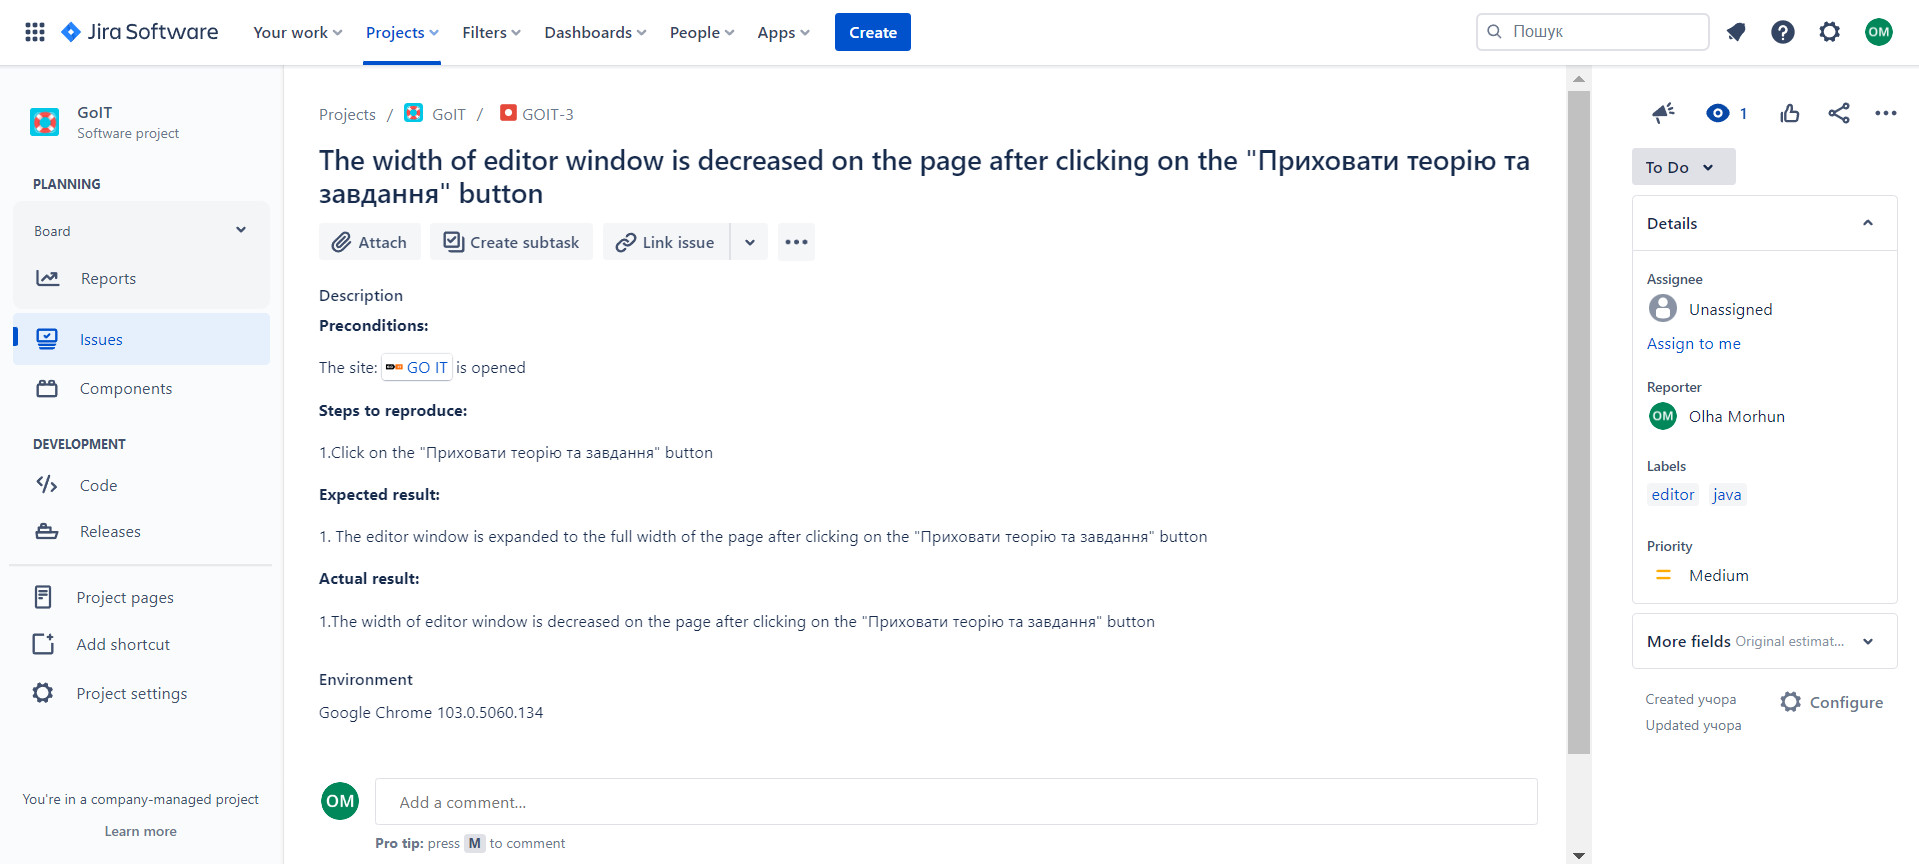 Jira Software
Your work
Projects
Filters
Dashboards
People
Apps
Create
Пошук
OM
GoIT
Software project
PLANNING
Board
Reports
Issues
Components
DEVELOPMENT
Code
Releases
Project pages
Add shortcut
Project settings
You're in a company-managed project
Learn more
Projects / GoIT / GOIT-3
The width of editor window is decreased on the page after clicking on the "Приховати теорію та
завдання" button
Attach
Create subtask
Link issue
Description
Preconditions:
The site: GO IT is opened
Steps to reproduce:
1.Click on the "Приховати теорію та завдання" button
Expected result:
1. The editor window is expanded to the full width of the page after clicking on the "Приховати теорію та завдання" button
Actual result:
1.The width of editor window is decreased on the page after clicking on the "Приховати теорію та завдання" button
Environment
Google Chrome 103.0.5060.134
OM
Add a comment...
Pro tip: press M to comment
1
To Do
Details
Assignee
Unassigned
Assign to me
Reporter
OM Olha Morhun
Labels
editor java
Priority
Medium
More fields Original estimat...
Created учора
Updated учора
Configure